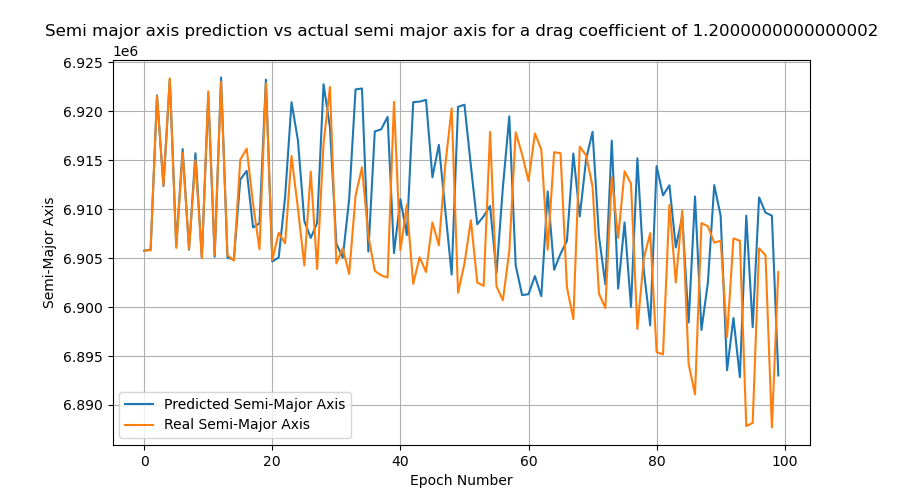 Semi major axis prediction vs actual semi major axis for a drag coefficient of 1.2000000000000002
1e6
6.925
6.920
6.915
6.910
6.905
6.900
6.895
6.890
Semi-Major Axis
Predicted Semi-Major Axis
Real Semi-Major Axis
0 20 40 60 80 100
Epoch Number